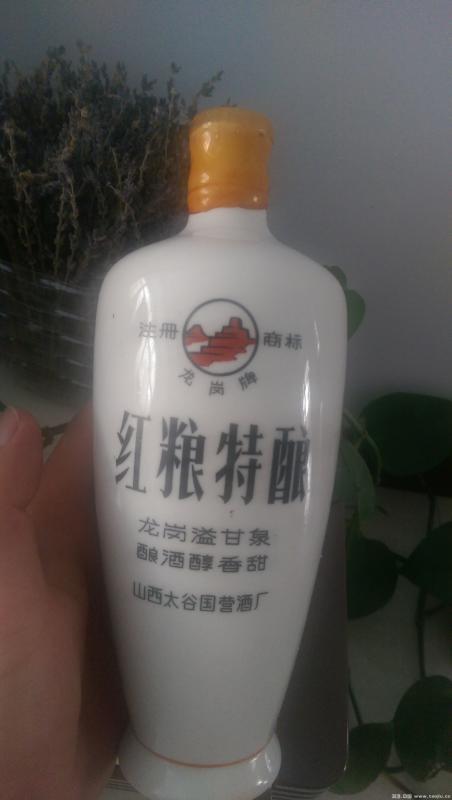 注册 商标
龙岗牌
红粮特酿
龙岗溢甘泉
酿酒醇香甜
山西太谷国营酒厂